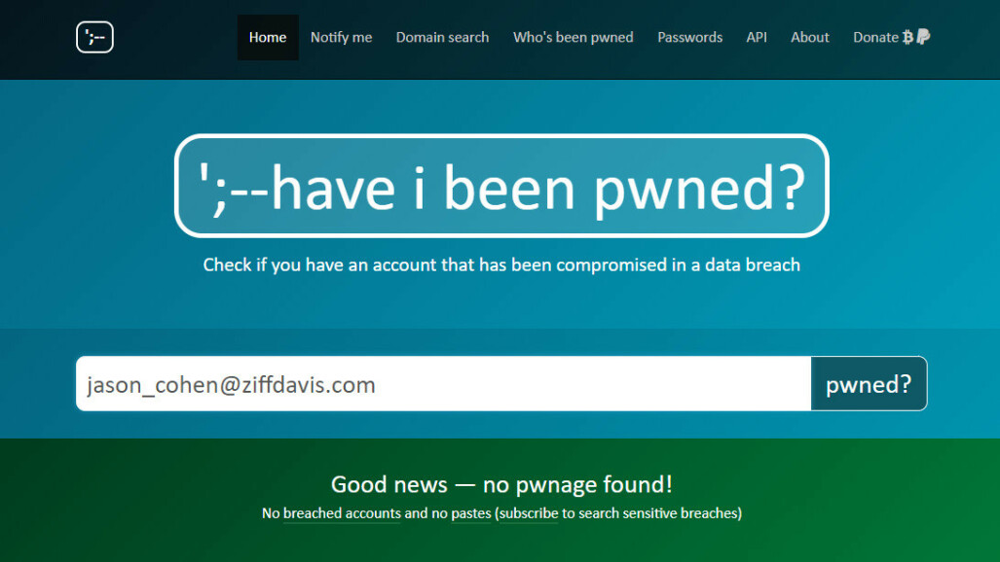 ';--
Home Notify me Domain search Who's been pwned Passwords API About Donate
';--have i been pwned?
Check if you have an account that has been compromised in a data breach
jason_cohen@ziffdavis.com pwned?
Good news — no pwnage found!
No breached accounts and no pastes (subscribe to search sensitive breaches)